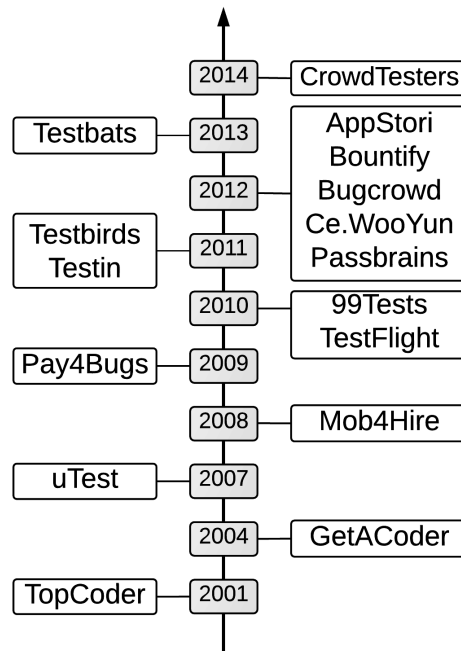 2014
CrowdTesters
Testbats
2013
AppStori
Bountify
Bugcrowd
Ce.WooYun
Passbrains
2012
Testbirds
Testin
2011
2010
99Tests
TestFlight
Pay4Bugs
2009
2008
Mob4Hire
uTest
2007
2004
GetACoder
TopCoder
2001